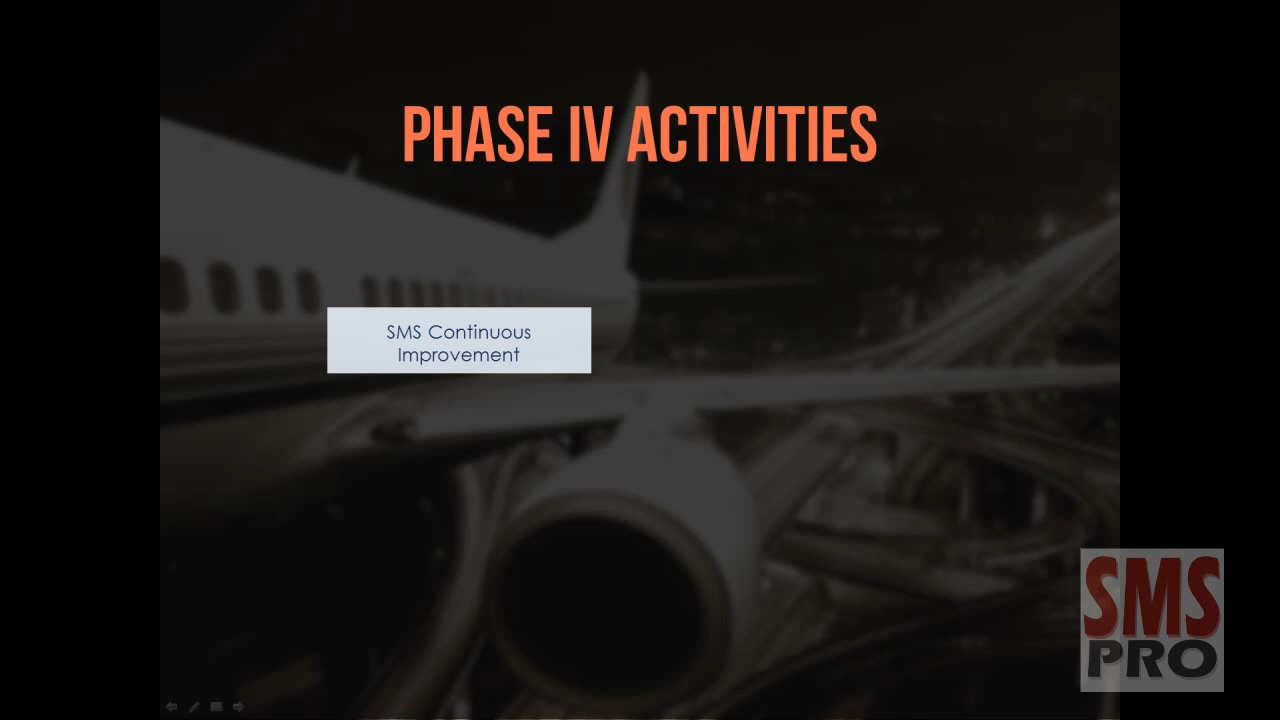 PHASE IV ACTIVITIES
SMS Continuous
Improvement
SMS
PRO